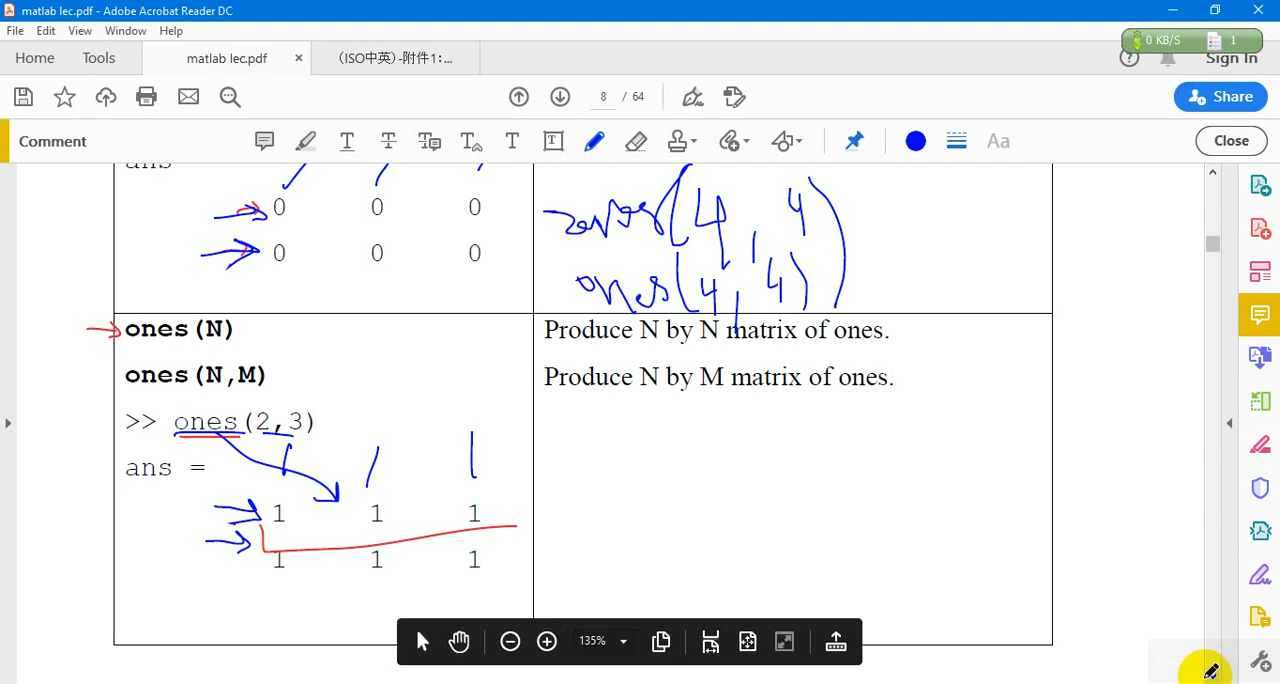 matlab lec.pdf - Adobe Acrobat Reader DC
File Edit View Window Help
0 KB/S 1
Home Tools matlab lec.pdf × (ISO中英)-附件1:... Sign In
8 / 64 Share
Comment Aa Close
ans
0 0 0
0 0 0
zeros(4, 4)
ones(4, 4)
ones(N) Produce N by N matrix of ones.
ones(N,M) Produce N by M matrix of ones.
>> ones(2,3)
ans =
1 1 1
1 1 1
135%